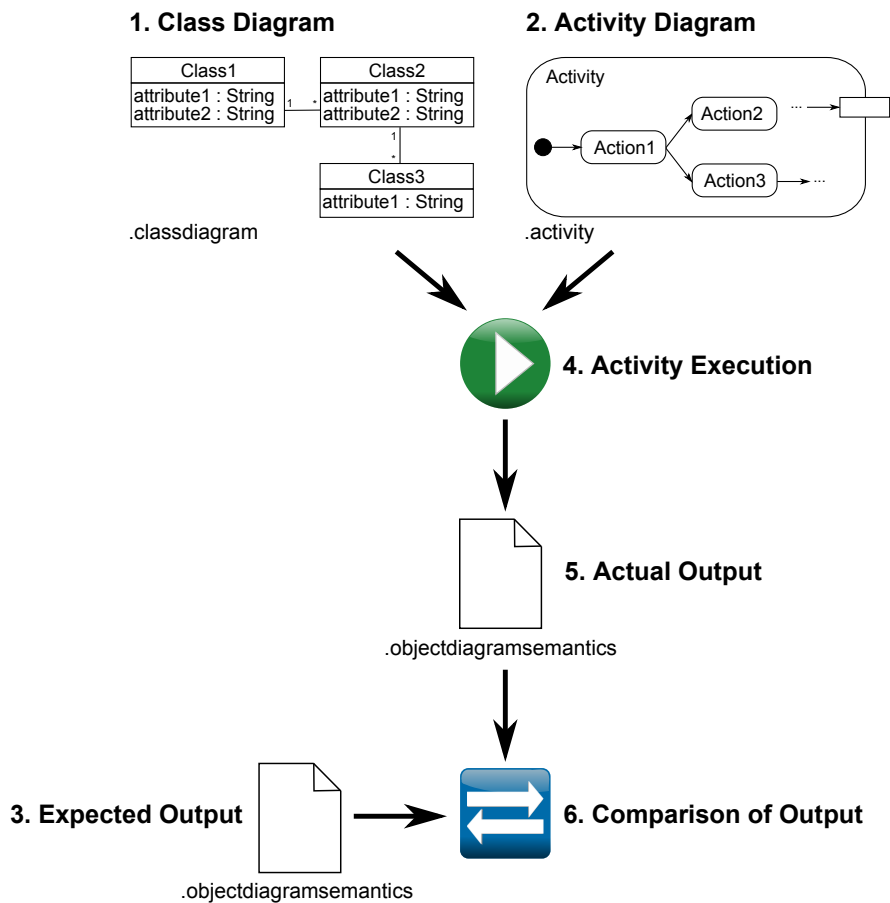 1. Class Diagram
2. Activity Diagram
Class1
attribute1 : String
attribute2 : String
1
*
Class2
attribute1 : String
attribute2 : String
1
*
Class3
attribute1 : String
.classdiagram
Activity
Action1
Action2
...
Action3
...
.activity
4. Activity Execution
5. Actual Output
.objectdiagramsemantics
3. Expected Output
6. Comparison of Output
.objectdiagramsemantics